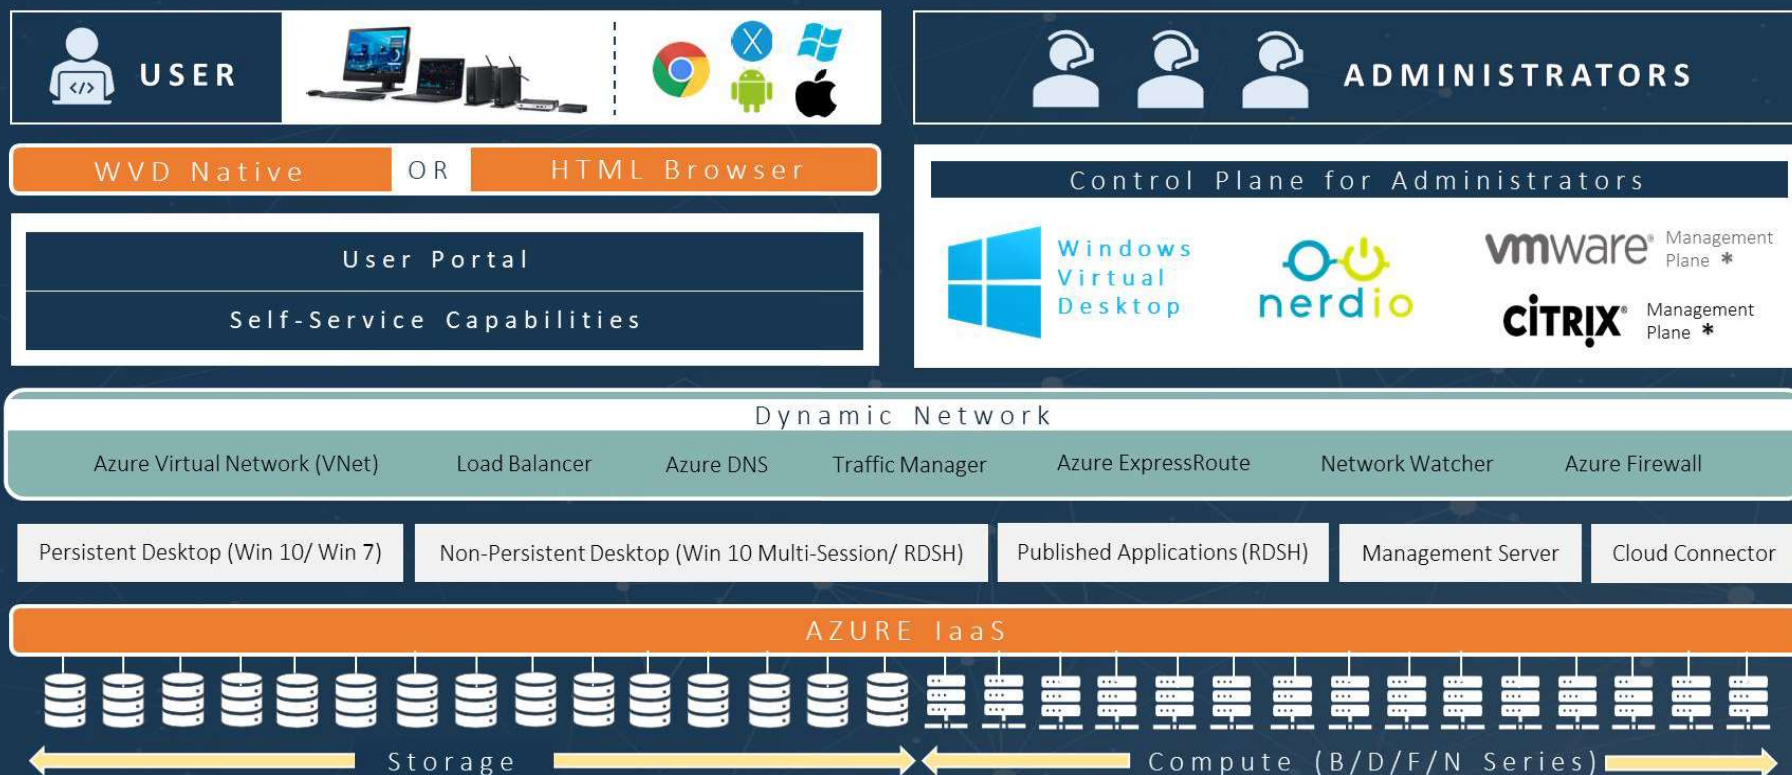 USER
</>
ADMINISTRATORS
WVD Native
OR
HTML Browser
Control Plane for Administrators
User Portal
Self-Service Capabilities
Windows
Virtual
Desktop
nerdio
vmware®
Management
Plane *
CİTRIX®
Management
Plane *
Dynamic Network
Azure Virtual Network (VNet)
Load Balancer
Azure DNS
Traffic Manager
Azure ExpressRoute
Network Watcher
Azure Firewall
Persistent Desktop (Win 10/ Win 7)
Non-Persistent Desktop (Win 10 Multi-Session/ RDSH)
Published Applications (RDSH)
Management Server
Cloud Connector
AZURE IaaS
Storage
Compute (B/D/F/N Series)